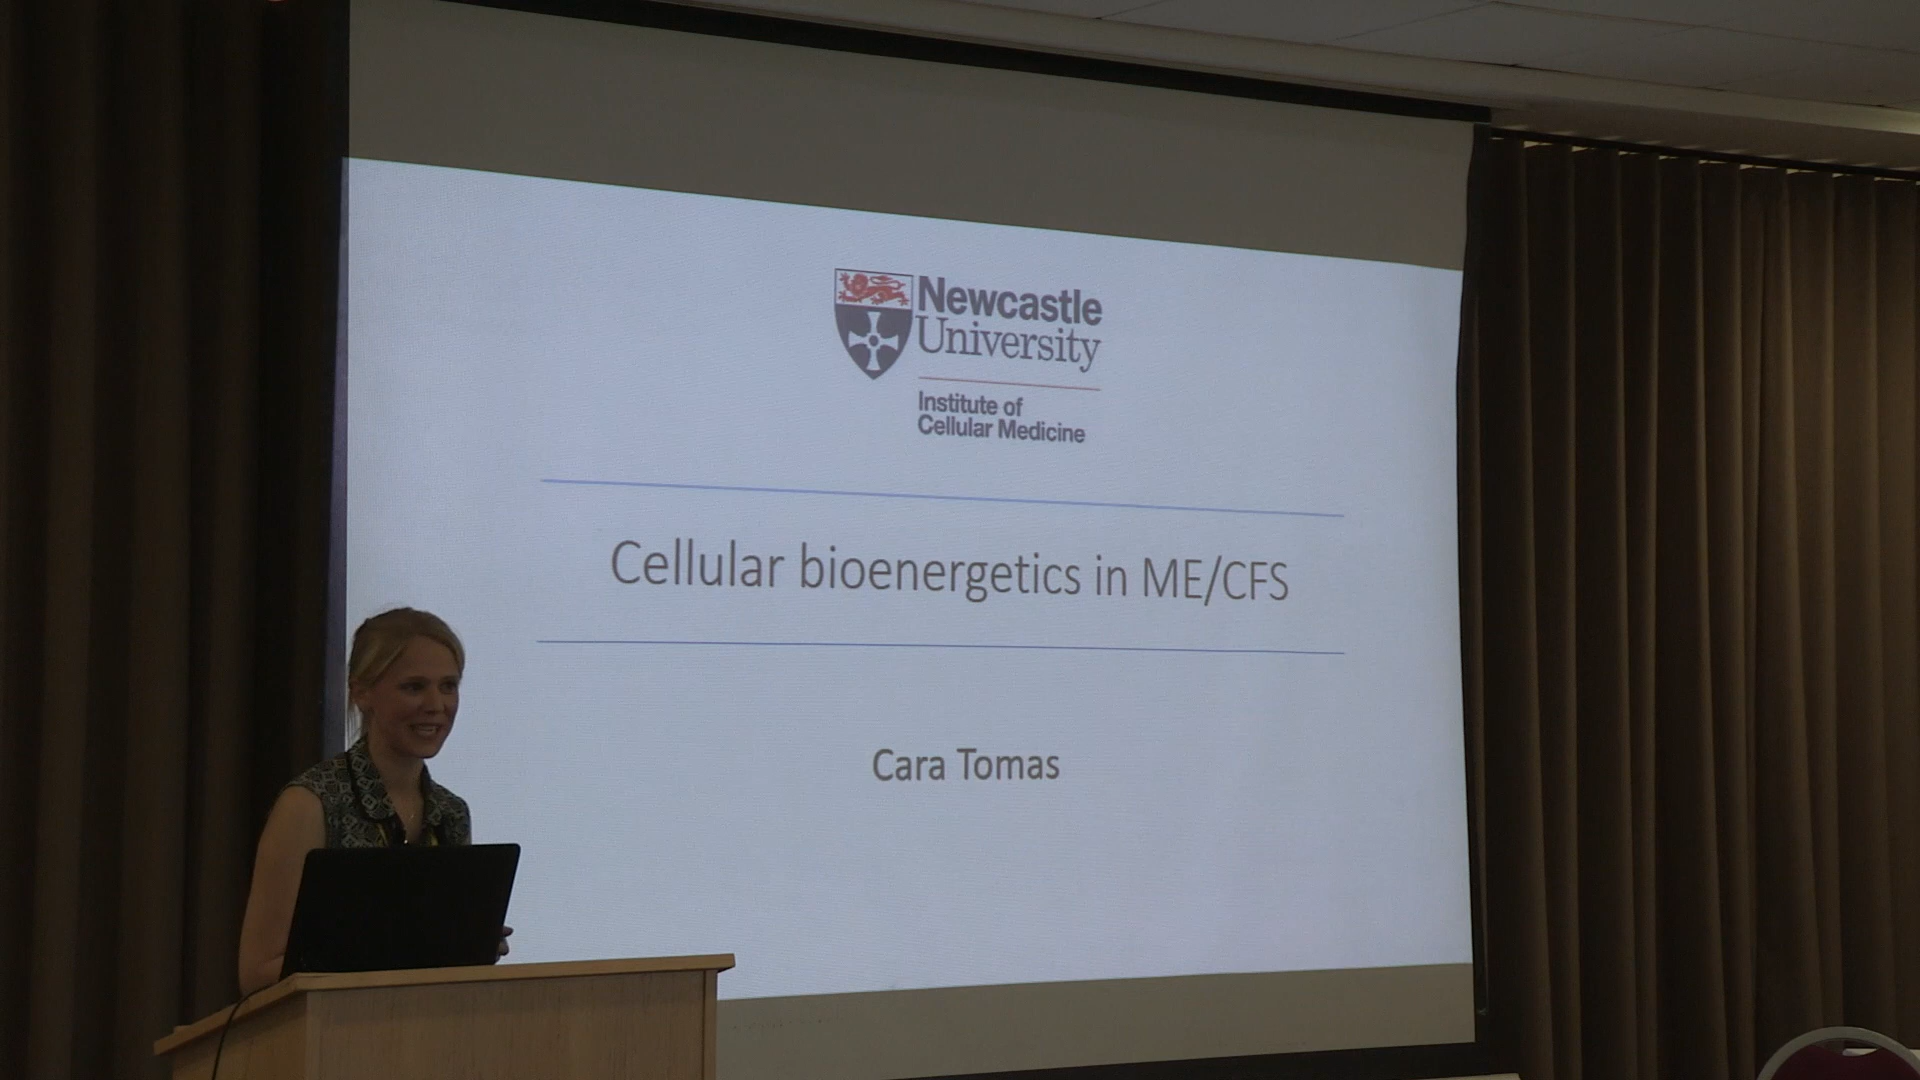 Newcastle
University
Institute of
Cellular Medicine
Cellular bioenergetics in ME/CFS
Cara Tomas